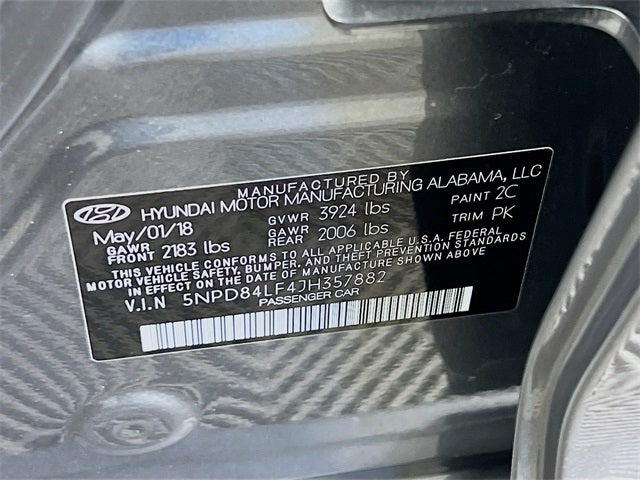 MANUFACTURED BY
HYUNDAI MOTOR MANUFACTURING ALABAMA, LLC
May/01/18 GVWR 3924 lbs PAINT 2C
GAWR FRONT 2183 lbs GAWR REAR 2006 lbs TRIM PK
THIS VEHICLE CONFORMS TO ALL APPLICABLE U.S.A. FEDERAL
MOTOR VEHICLE SAFETY, BUMPER, AND THEFT PREVENTION STANDARDS
IN EFFECT ON THE DATE OF MANUFACTURE SHOWN ABOVE
V.I.N 5NPD84LF4JH357882
PASSENGER CAR